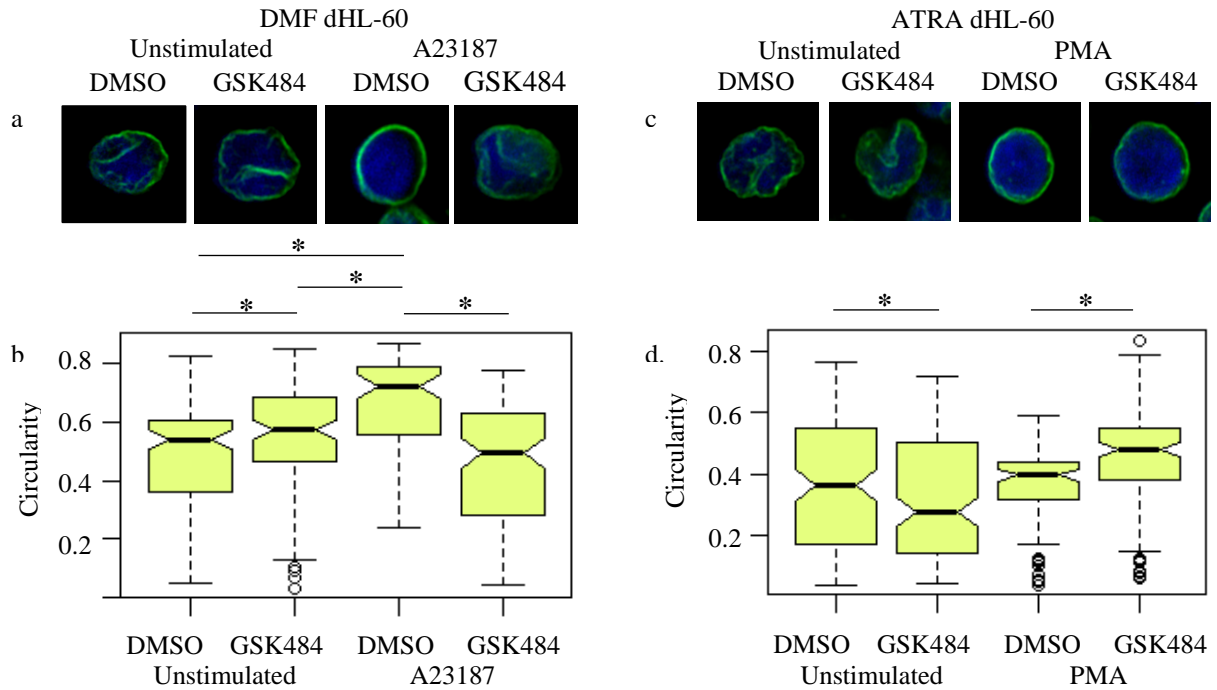 DMF dHL-60
Unstimulated A23187
DMSO GSK484 DMSO GSK484
a
*
*
* *
b
0.8
0.6
0.4
0.2
Circularity
DMSO GSK484 DMSO GSK484
Unstimulated A23187
ATRA dHL-60
Unstimulated PMA
DMSO GSK484 DMSO GSK484
c
* *
d.
0.8
0.6
0.4
0.2
Circularity
DMSO GSK484 DMSO GSK484
Unstimulated PMA